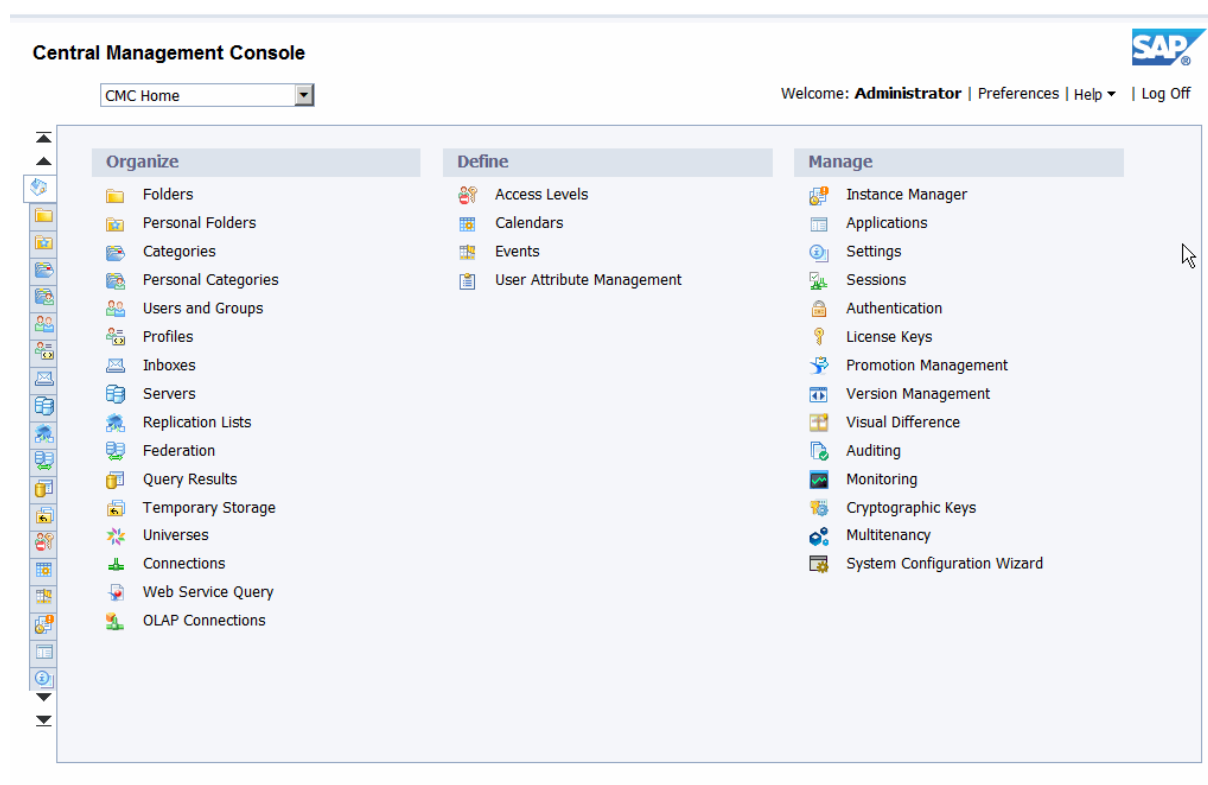 Central Management Console
SAP®
CMC Home
Welcome: Administrator | Preferences | Help | Log Off
Organize
Folders
Personal Folders
Categories
Personal Categories
Users and Groups
Profiles
Inboxes
Servers
Replication Lists
Federation
Query Results
Temporary Storage
Universes
Connections
Web Service Query
OLAP Connections
Define
Access Levels
Calendars
Events
User Attribute Management
Manage
Instance Manager
Applications
Settings
Sessions
Authentication
License Keys
Promotion Management
Version Management
Visual Difference
Auditing
Monitoring
Cryptographic Keys
Multitenancy
System Configuration Wizard